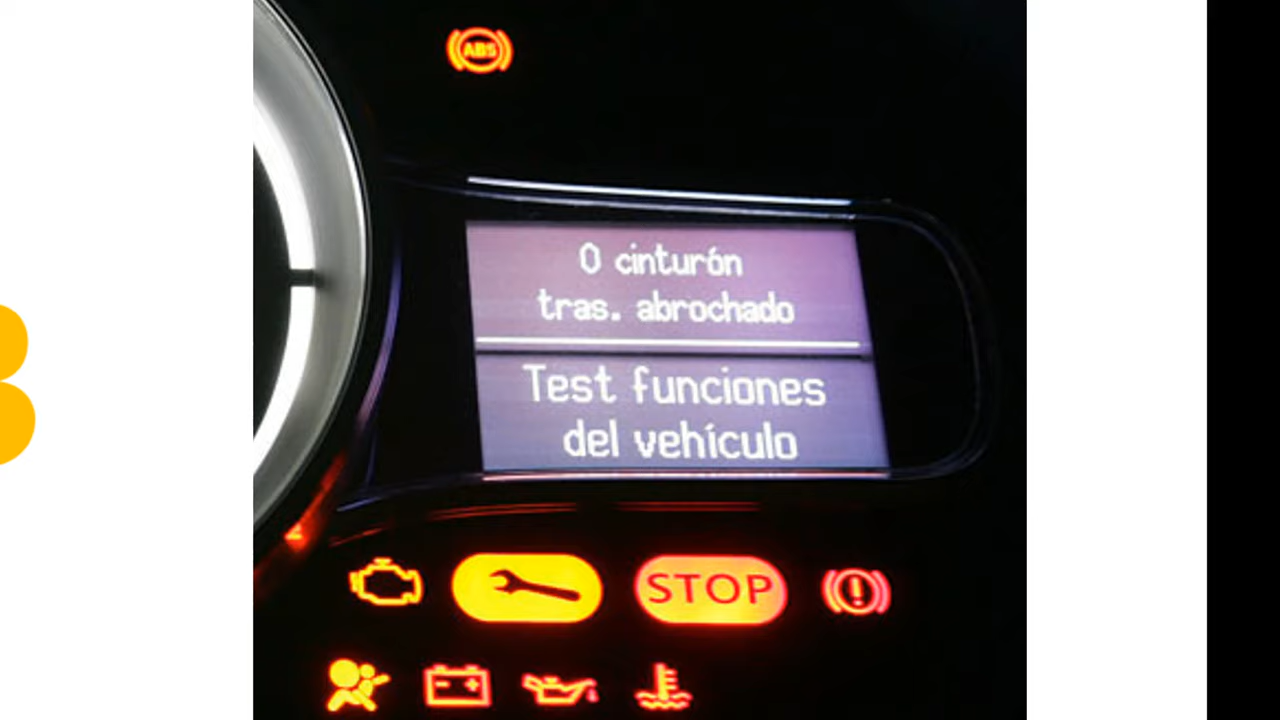 ABS
0 cinturón
tras. abrochado
Test funciones
del vehículo
STOP